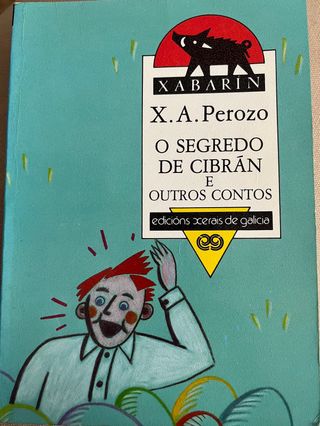 XABARIN
X. A. Perozo
O SEGREDO
DE CIBRÁN
E
OUTROS CONTOS
edicións xerais de galicia